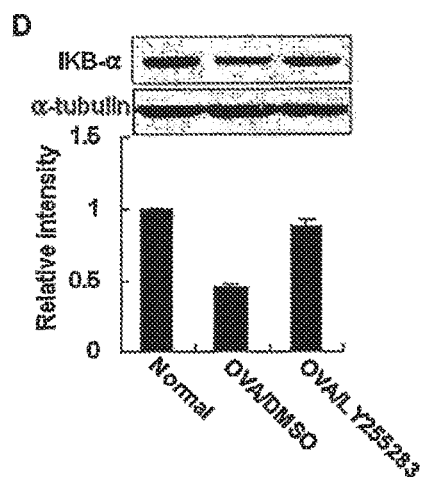 D
IKB-α
α-tubulin
1.5
1
0.5
0
Relative Intensity
Normal
OVA/DMSO
OVA/LY255283